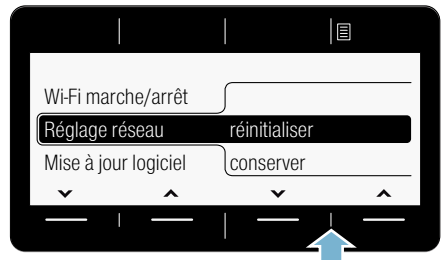 Wi-Fi marche/arrêt
Réglage réseau réinitialiser
Mise à jour logiciel conserver